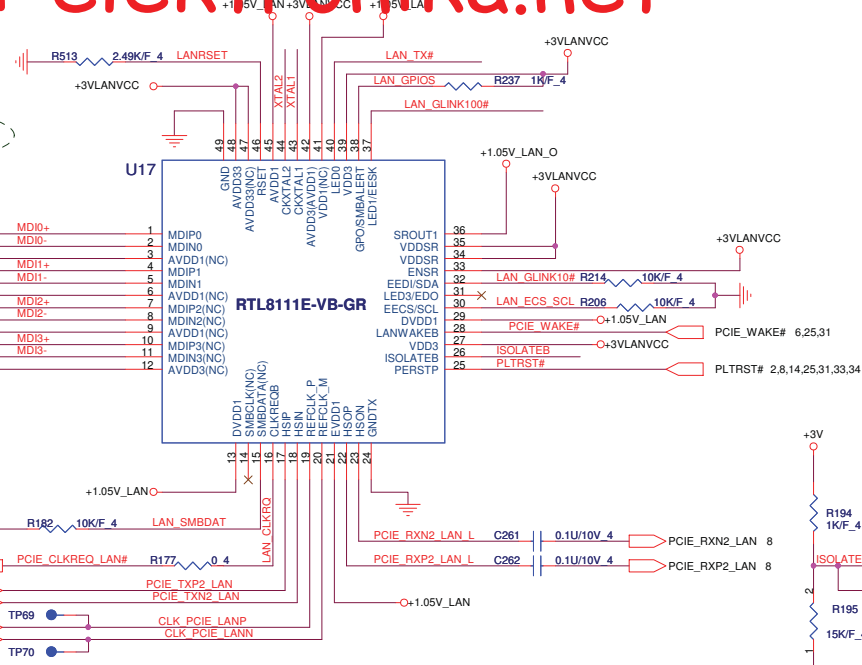 +1.05V_LAN +3VLANVCC +1.05V_LAN
R513 2.49K/F_4 LANRSET
+3VLANVCC
XTAL2
XTAL1
LAN_TX#
+3VLANVCC
LAN_GPIOS R237 1K/F_4
LAN_GLINK100#
49 48 47 46 45 44 43 42 41 40 39 38 37
U17
GND
AVDD33
AVDD33(NC)
RSET
AVDD1
CKXTAL2
CKXTAL1
AVDD3(AVDD1)
VDD1(NC)
LED0
VDD3
GPO/SMBALERT
LED1/EESK
+1.05V_LAN_O
+3VLANVCC
+3VLANVCC
MDI0+ 1 MDIP0
MDI0- 2 MDIN0
3 AVDD1(NC)
MDI1+ 4 MDIP1
MDI1- 5 MDIN1
6 AVDD1(NC)
MDI2+ 7 MDIP2(NC)
MDI2- 8 MDIN2(NC)
9 AVDD1(NC)
MDI3+ 10 MDIP3(NC)
MDI3- 11 MDIN3(NC)
12 AVDD3(NC)
RTL8111E-VB-GR
SROUT1 36
VDDSR 35
VDDSR 34
ENSR 33
EEDI/SDA 32 LAN_GLINK10# R214 10K/F_4
LED3/EDO 31
EECS/SCL 30 LAN_ECS_SCL R206 10K/F_4
DVDD1 29 +1.05V_LAN
LANWAKEB 28 PCIE_WAKE# PCIE_WAKE# 6,25,31
VDD3 27 +3VLANVCC
ISOLATEB 26 ISOLATEB
PERSTP 25 PLTRST# PLTRST# 2,8,14,25,31,33,34
DVDD1
SMBCLK(NC)
SMBDATA(NC)
CLKREQB
HSIP
HSIN
REFCLK_P
REFCLK_M
EVDD1
HSOP
HSON
GNDTX
13 14 15 16 17 18 19 20 21 22 23 24
+3V
+1.05V_LAN
LAN_CLKRQ
R182 10K/F_4 LAN_SMBDAT
R194
1K/F_4
PCIE_RXN2_LAN_L C261 0.1U/10V_4 PCIE_RXN2_LAN 8
PCIE_CLKREQ_LAN# R177 0_4
PCIE_RXP2_LAN_L C262 0.1U/10V_4 PCIE_RXP2_LAN 8
ISOLATE
PCIE_TXP2_LAN
PCIE_TXN2_LAN
2
+1.05V_LAN
R195
TP69
CLK_PCIE_LANP
CLK_PCIE_LANN
15K/F_
TP70
1